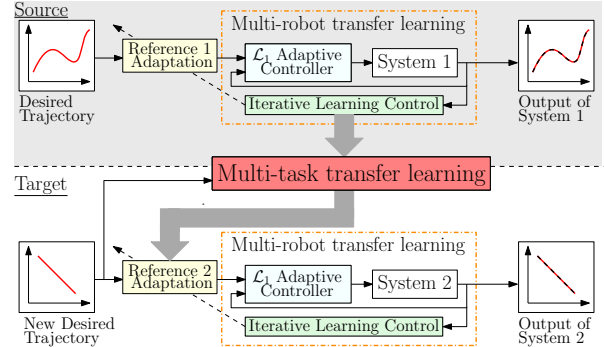 Source
Multi-robot transfer learning
Reference 1
Adaptation
ℒ₁ Adaptive
Controller
System 1
Iterative Learning Control
Desired
Trajectory
Output of
System 1
Multi-task transfer learning
Target
Multi-robot transfer learning
Reference 2
Adaptation
ℒ₁ Adaptive
Controller
System 2
Iterative Learning Control
New Desired
Trajectory
Output of
System 2